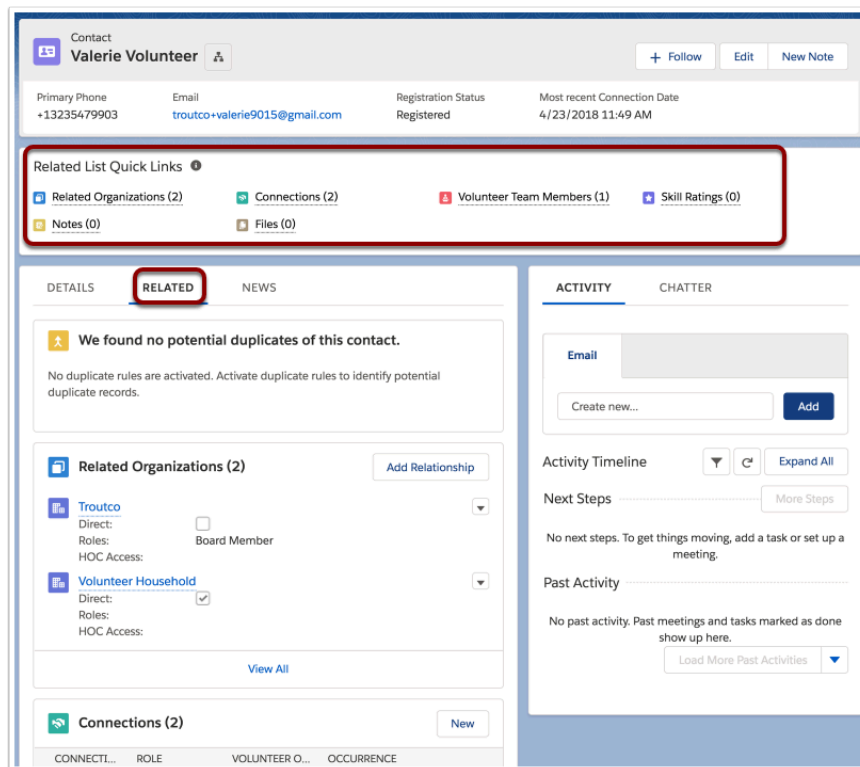 Contact
Valerie Volunteer
+ Follow
Edit
New Note
Primary Phone
Email
Registration Status
Most recent Connection Date
+13235479903
troutco+valerie9015@gmail.com
Registered
4/23/2018 11:49 AM
Related List Quick Links
Related Organizations (2)
Connections (2)
Volunteer Team Members (1)
Skill Ratings (0)
Notes (0)
Files (0)
DETAILS
RELATED
NEWS
We found no potential duplicates of this contact.
No duplicate rules are activated. Activate duplicate rules to identify potential
duplicate records.
Related Organizations (2)
Add Relationship
Troutco
Direct:
Roles: Board Member
HOC Access:
Volunteer Household
Direct:
Roles:
HOC Access:
View All
Connections (2)
New
CONNECTI... ROLE VOLUNTEER O... OCCURRENCE
ACTIVITY
CHATTER
Email
Create new...
Add
Activity Timeline
Expand All
Next Steps
More Steps
No next steps. To get things moving, add a task or set up a
meeting.
Past Activity
No past activity. Past meetings and tasks marked as done
show up here.
Load More Past Activities